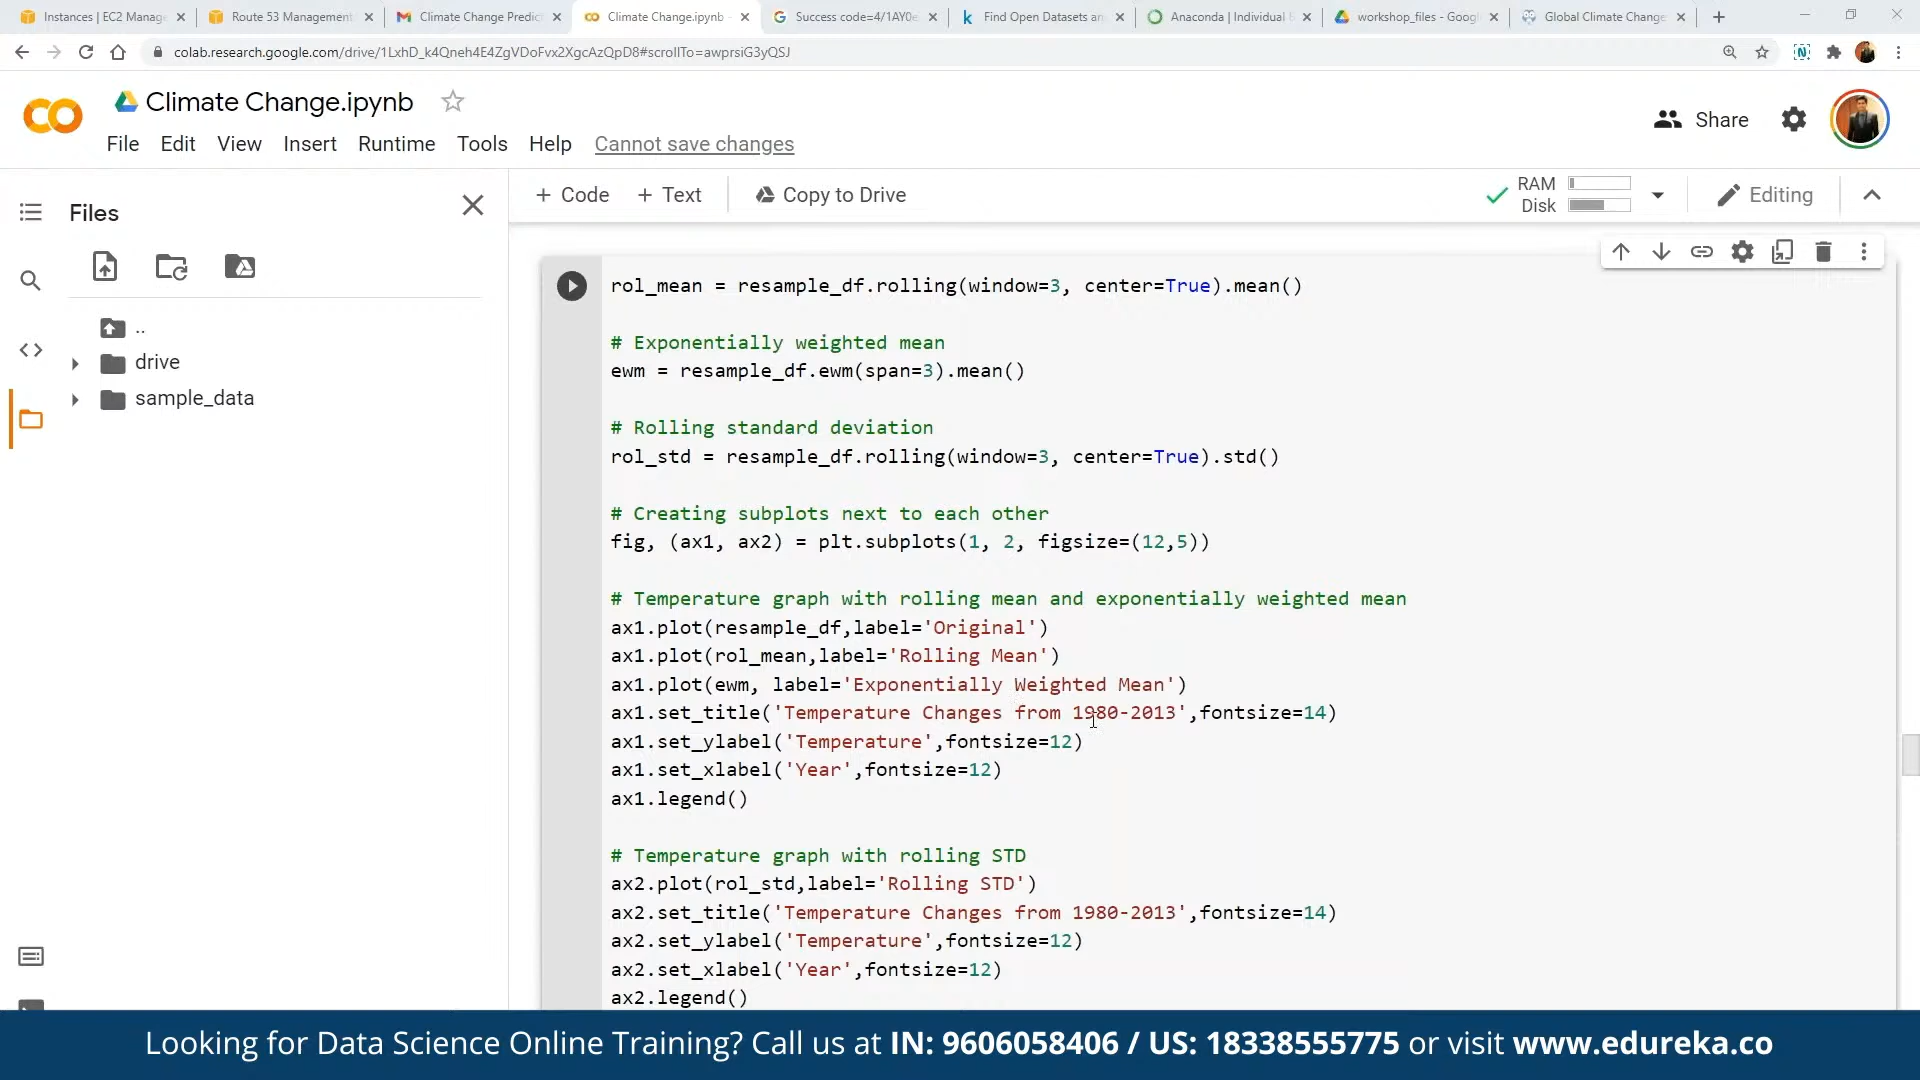 Instances | EC2 Manage
Route 53 Management
Climate Change Predic
Climate Change.ipynb -
Success code=4/1AY0e
Find Open Datasets an
Anaconda | Individual E
workshop_files - Googl
Global Climate Change
colab.research.google.com/drive/1LxhD_k4Qneh4E4ZgVDoFvx2XgcAzQpD8#scrollTo=awprsiG3yQSJ
Climate Change.ipynb
File Edit View Insert Runtime Tools Help Cannot save changes
Share
Files
+ Code + Text Copy to Drive
RAM
Disk
Editing
..
drive
sample_data
rol_mean = resample_df.rolling(window=3, center=True).mean()
# Exponentially weighted mean
ewm = resample_df.ewm(span=3).mean()
# Rolling standard deviation
rol_std = resample_df.rolling(window=3, center=True).std()
# Creating subplots next to each other
fig, (ax1, ax2) = plt.subplots(1, 2, figsize=(12,5))
# Temperature graph with rolling mean and exponentially weighted mean
ax1.plot(resample_df,label='Original')
ax1.plot(rol_mean,label='Rolling Mean')
ax1.plot(ewm, label='Exponentially Weighted Mean')
ax1.set_title('Temperature Changes from 1980-2013',fontsize=14)
ax1.set_ylabel('Temperature',fontsize=12)
ax1.set_xlabel('Year',fontsize=12)
ax1.legend()
# Temperature graph with rolling STD
ax2.plot(rol_std,label='Rolling STD')
ax2.set_title('Temperature Changes from 1980-2013',fontsize=14)
ax2.set_ylabel('Temperature',fontsize=12)
ax2.set_xlabel('Year',fontsize=12)
ax2.legend()
Looking for Data Science Online Training? Call us at IN: 9606058406 / US: 18338555775 or visit www.edureka.co